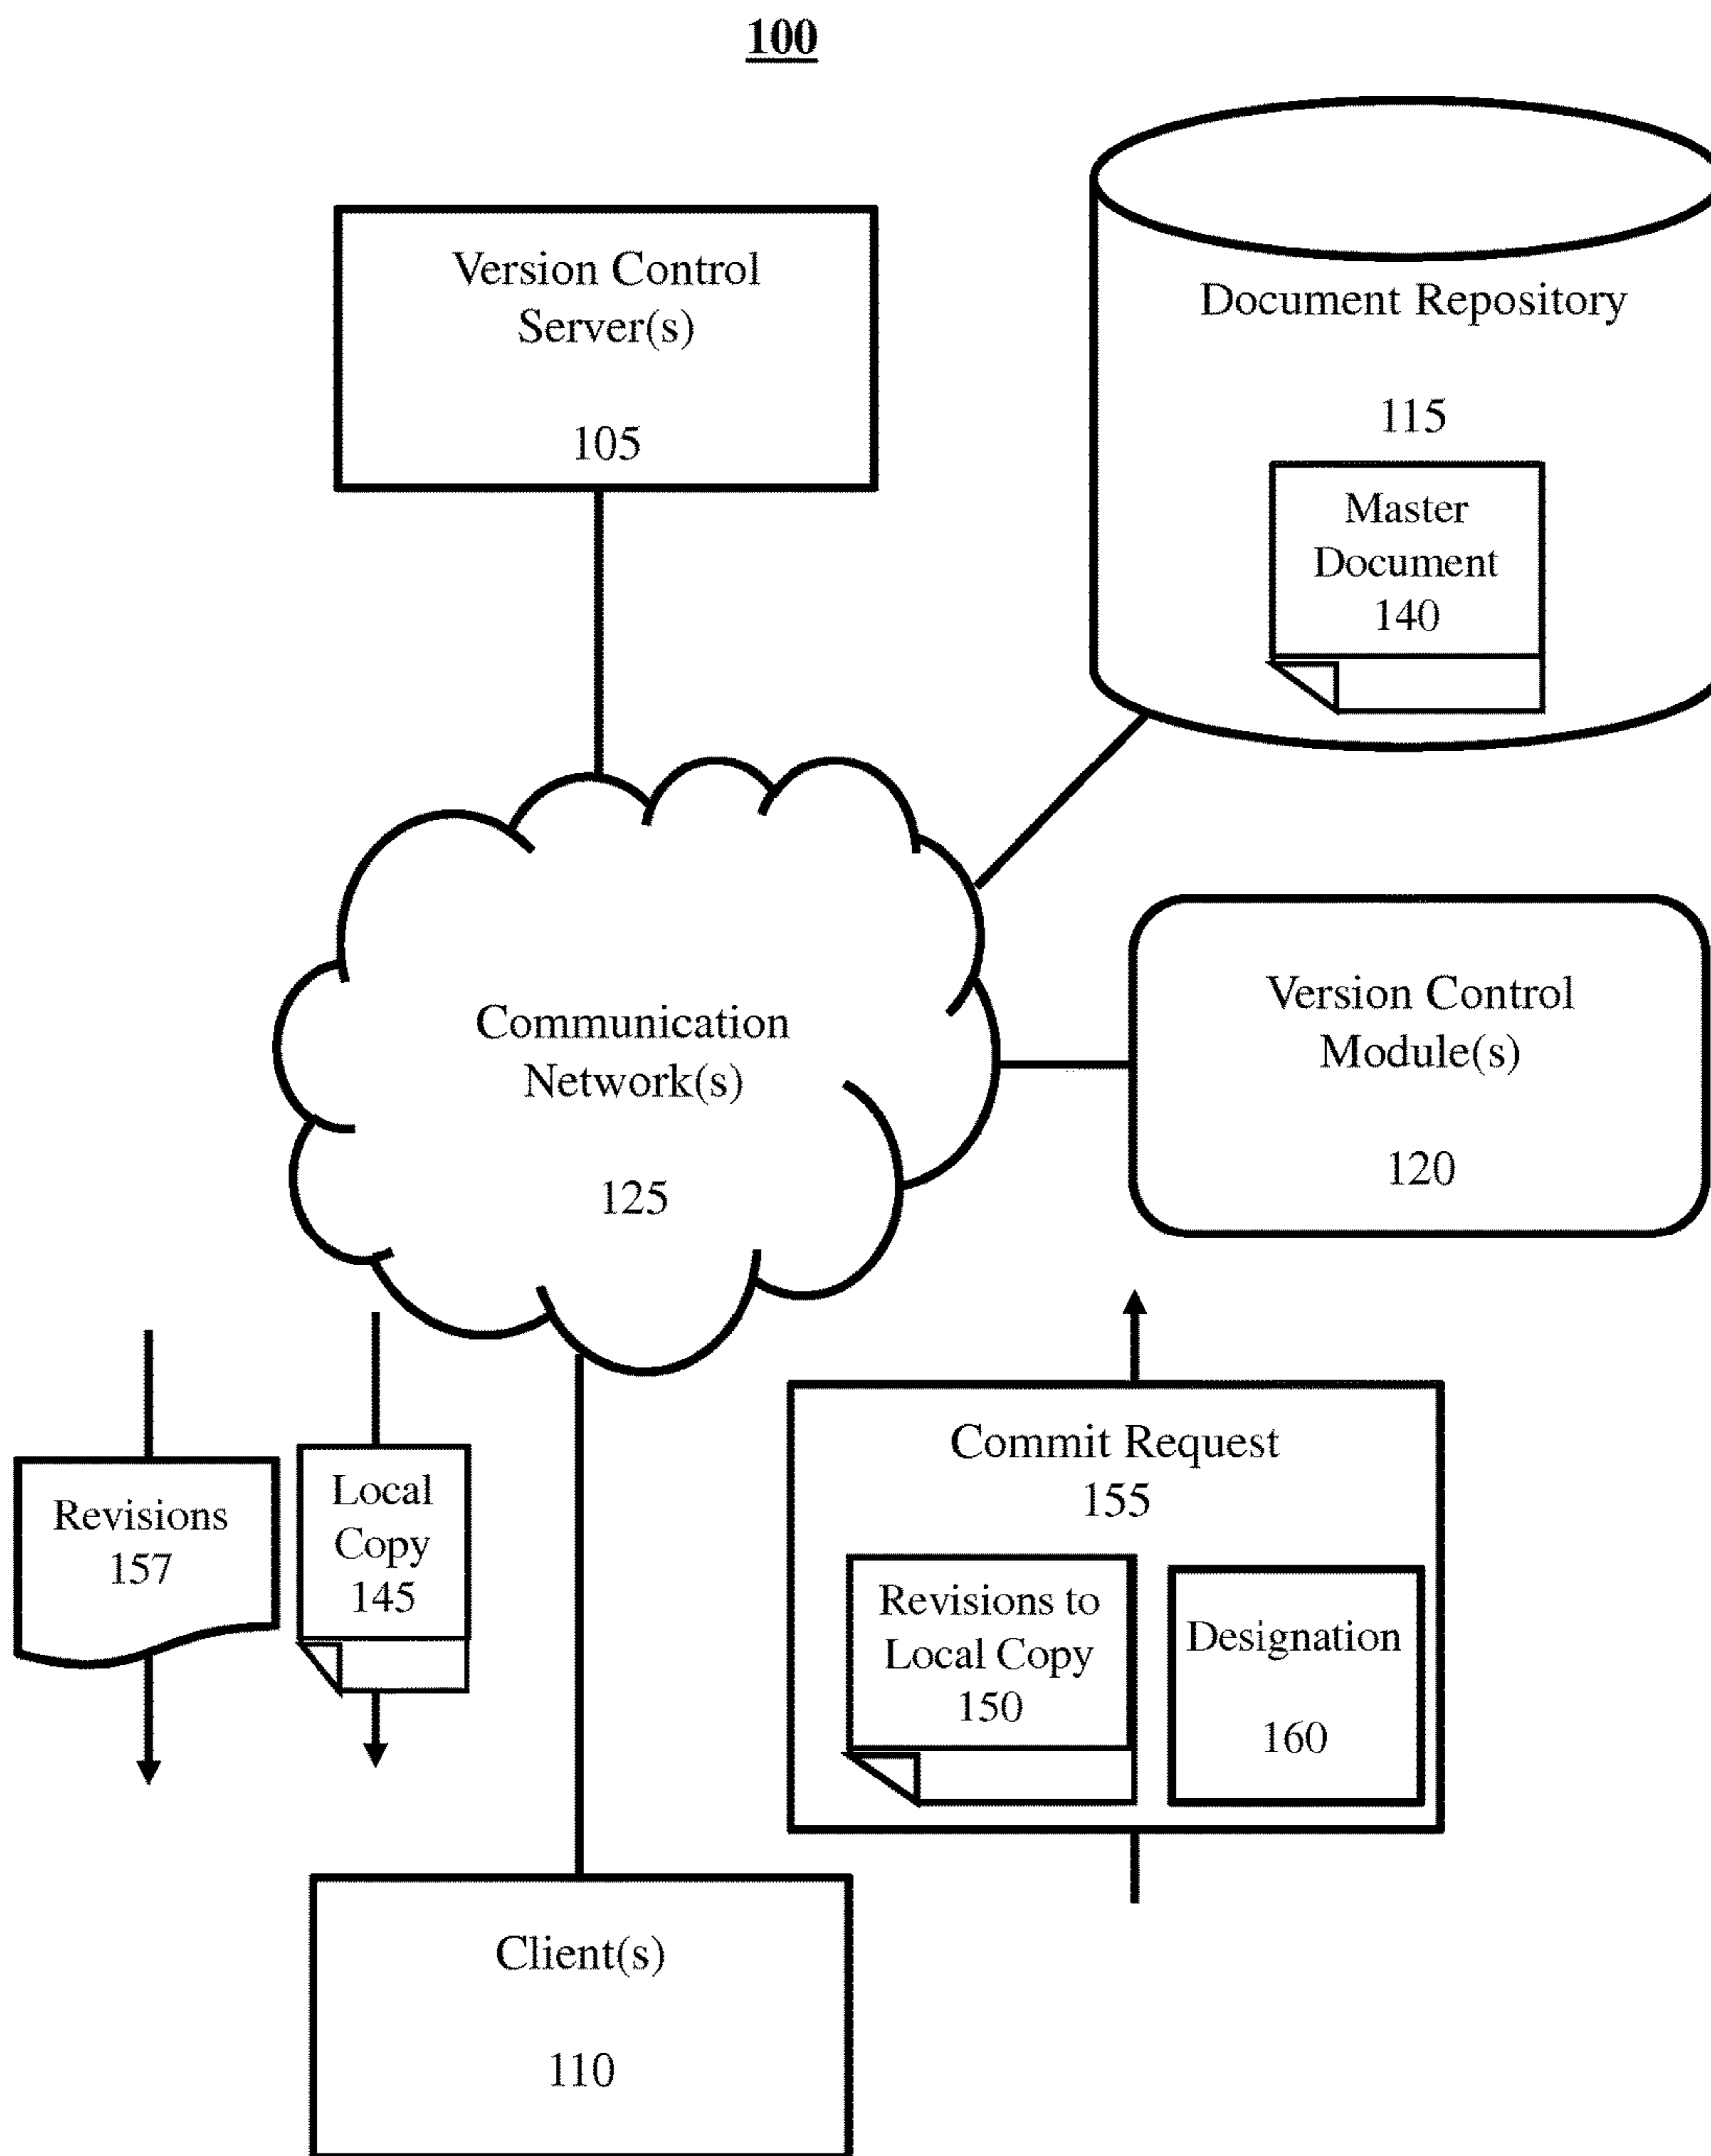 100
Version Control
Server(s)
105
Document Repository
115
Master
Document
140
Communication
Network(s)
125
Version Control
Module(s)
120
Revisions
157
Local
Copy
145
Commit Request
155
Revisions to
Local Copy
150
Designation
160
Client(s)
110